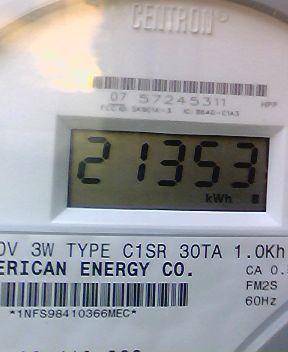 CENTRON
07 57245311 HPP
21353
kWh
0V 3W TYPE C1SR 30TA 1.0Kh
ERICAN ENERGY CO.
CA 0.
FM2S
60Hz
*1NFS98410366MEC*